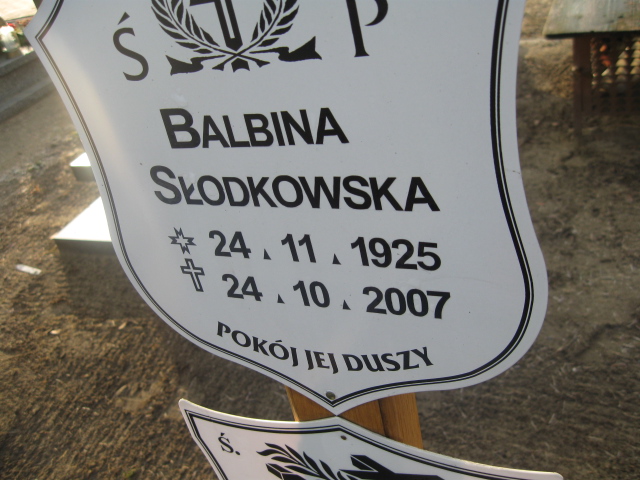 Ś P
BALBINA
SŁODKOWSKA
24.11.1925
24.10.2007
POKÓJ JEJ DUSZY
Ś.